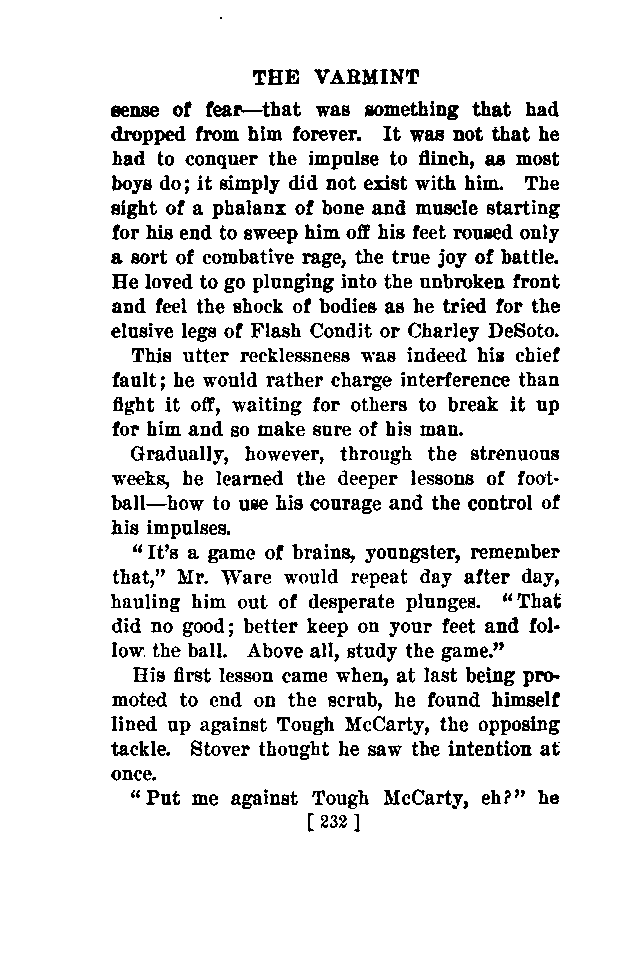 THE VARMINT
sense of fear—that was something that had
dropped from him forever. It was not that he
had to conquer the impulse to flinch, as most
boys do; it simply did not exist with him. The
sight of a phalanx of bone and muscle starting
for his end to sweep him off his feet roused only
a sort of combative rage, the true joy of battle.
He loved to go plunging into the unbroken front
and feel the shock of bodies as he tried for the
elusive legs of Flash Condit or Charley DeSoto.
This utter recklessness was indeed his chief
fault; he would rather charge interference than
fight it off, waiting for others to break it up
for him and so make sure of his man.
Gradually, however, through the strenuous
weeks, he learned the deeper lessons of foot-
ball—how to use his courage and the control of
his impulses.
"It's a game of brains, youngster, remember
that," Mr. Ware would repeat day after day,
hauling him out of desperate plunges. "That
did no good; better keep on your feet and fol-
low the ball. Above all, study the game."
His first lesson came when, at last being pro-
moted to end on the scrub, he found himself
lined up against Tough McCarty, the opposing
tackle. Stover thought he saw the intention at
once.
"Put me against Tough McCarty, eh?" he
[ 232 ]